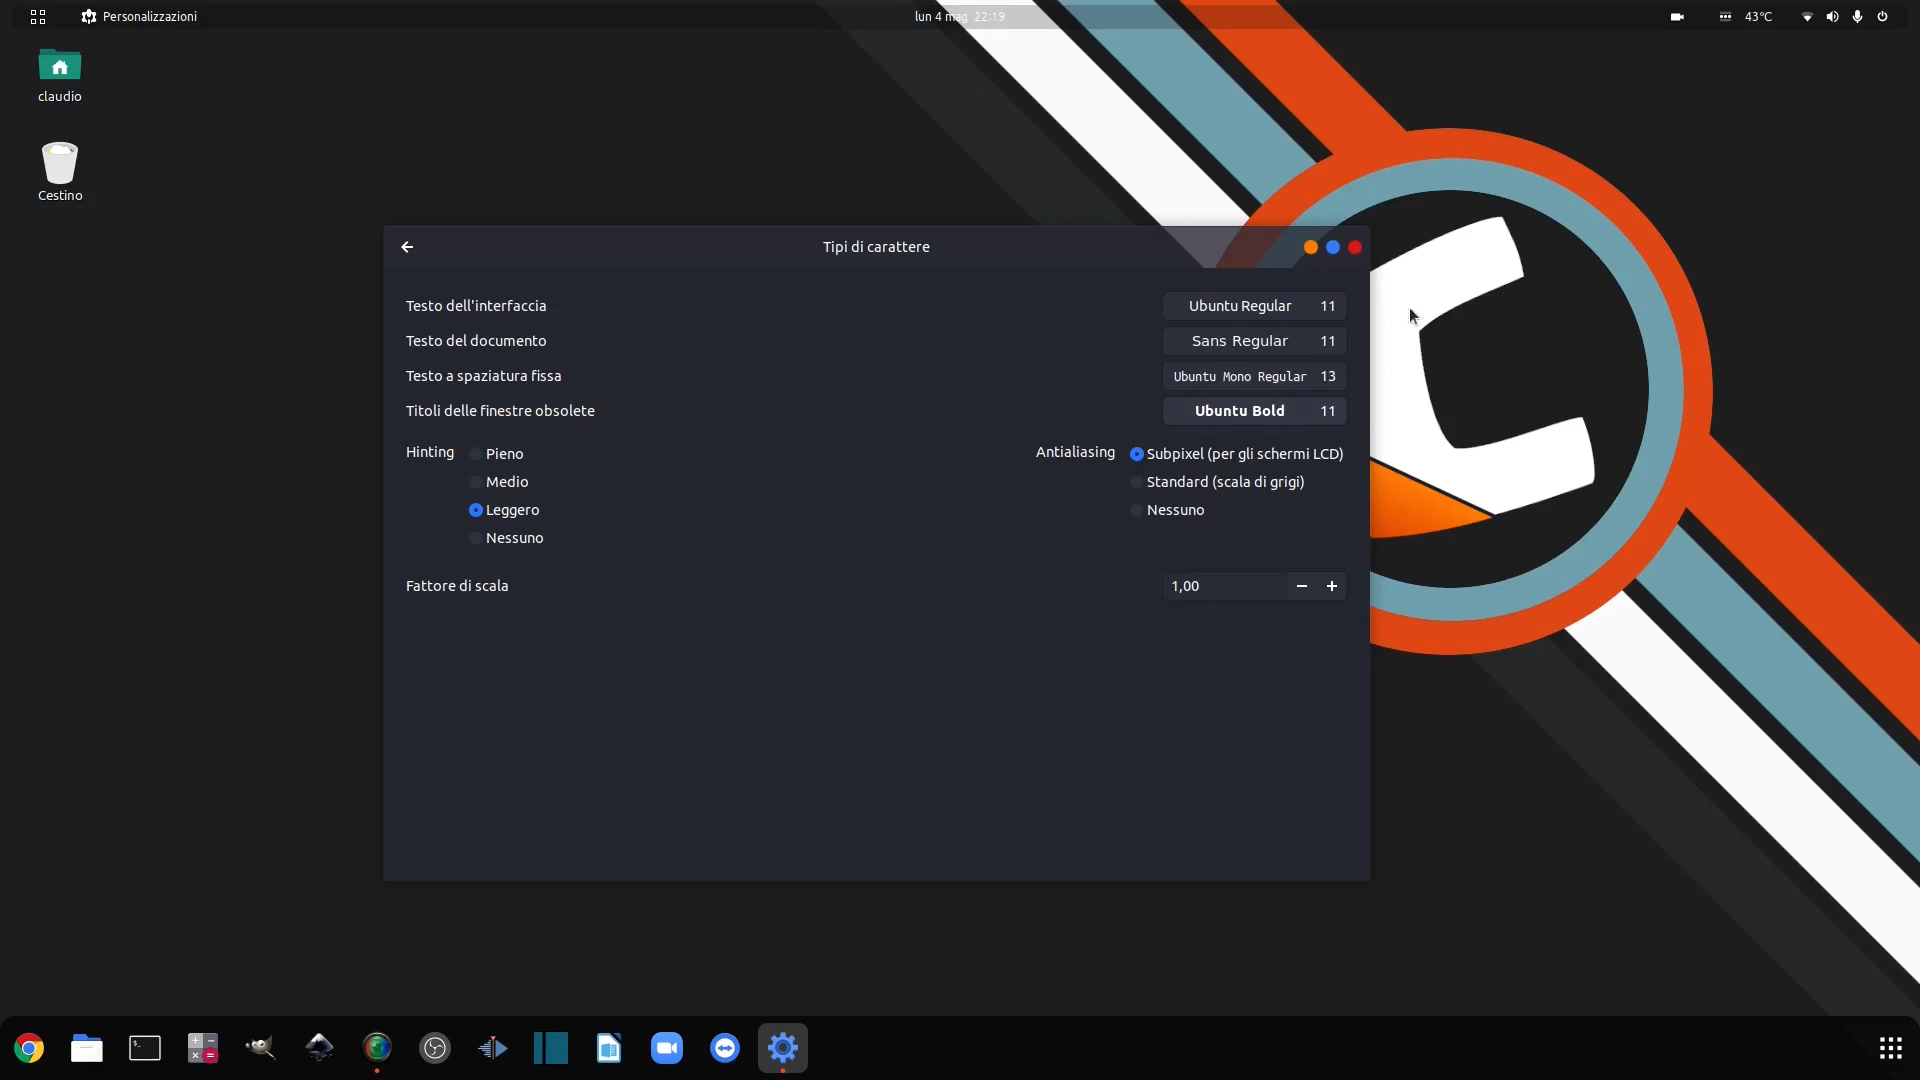 Personalizzazioni
lun 4 mag 22:19
43°C
claudio
Cestino
Tipi di carattere
Testo dell'interfaccia
Ubuntu Regular 11
Testo del documento
Sans Regular 11
Testo a spaziatura fissa
Ubuntu Mono Regular 13
Titoli delle finestre obsolete
Ubuntu Bold 11
Hinting
Pieno
Medio
Leggero
Nessuno
Antialiasing
Subpixel (per gli schermi LCD)
Standard (scala di grigi)
Nessuno
Fattore di scala
1,00